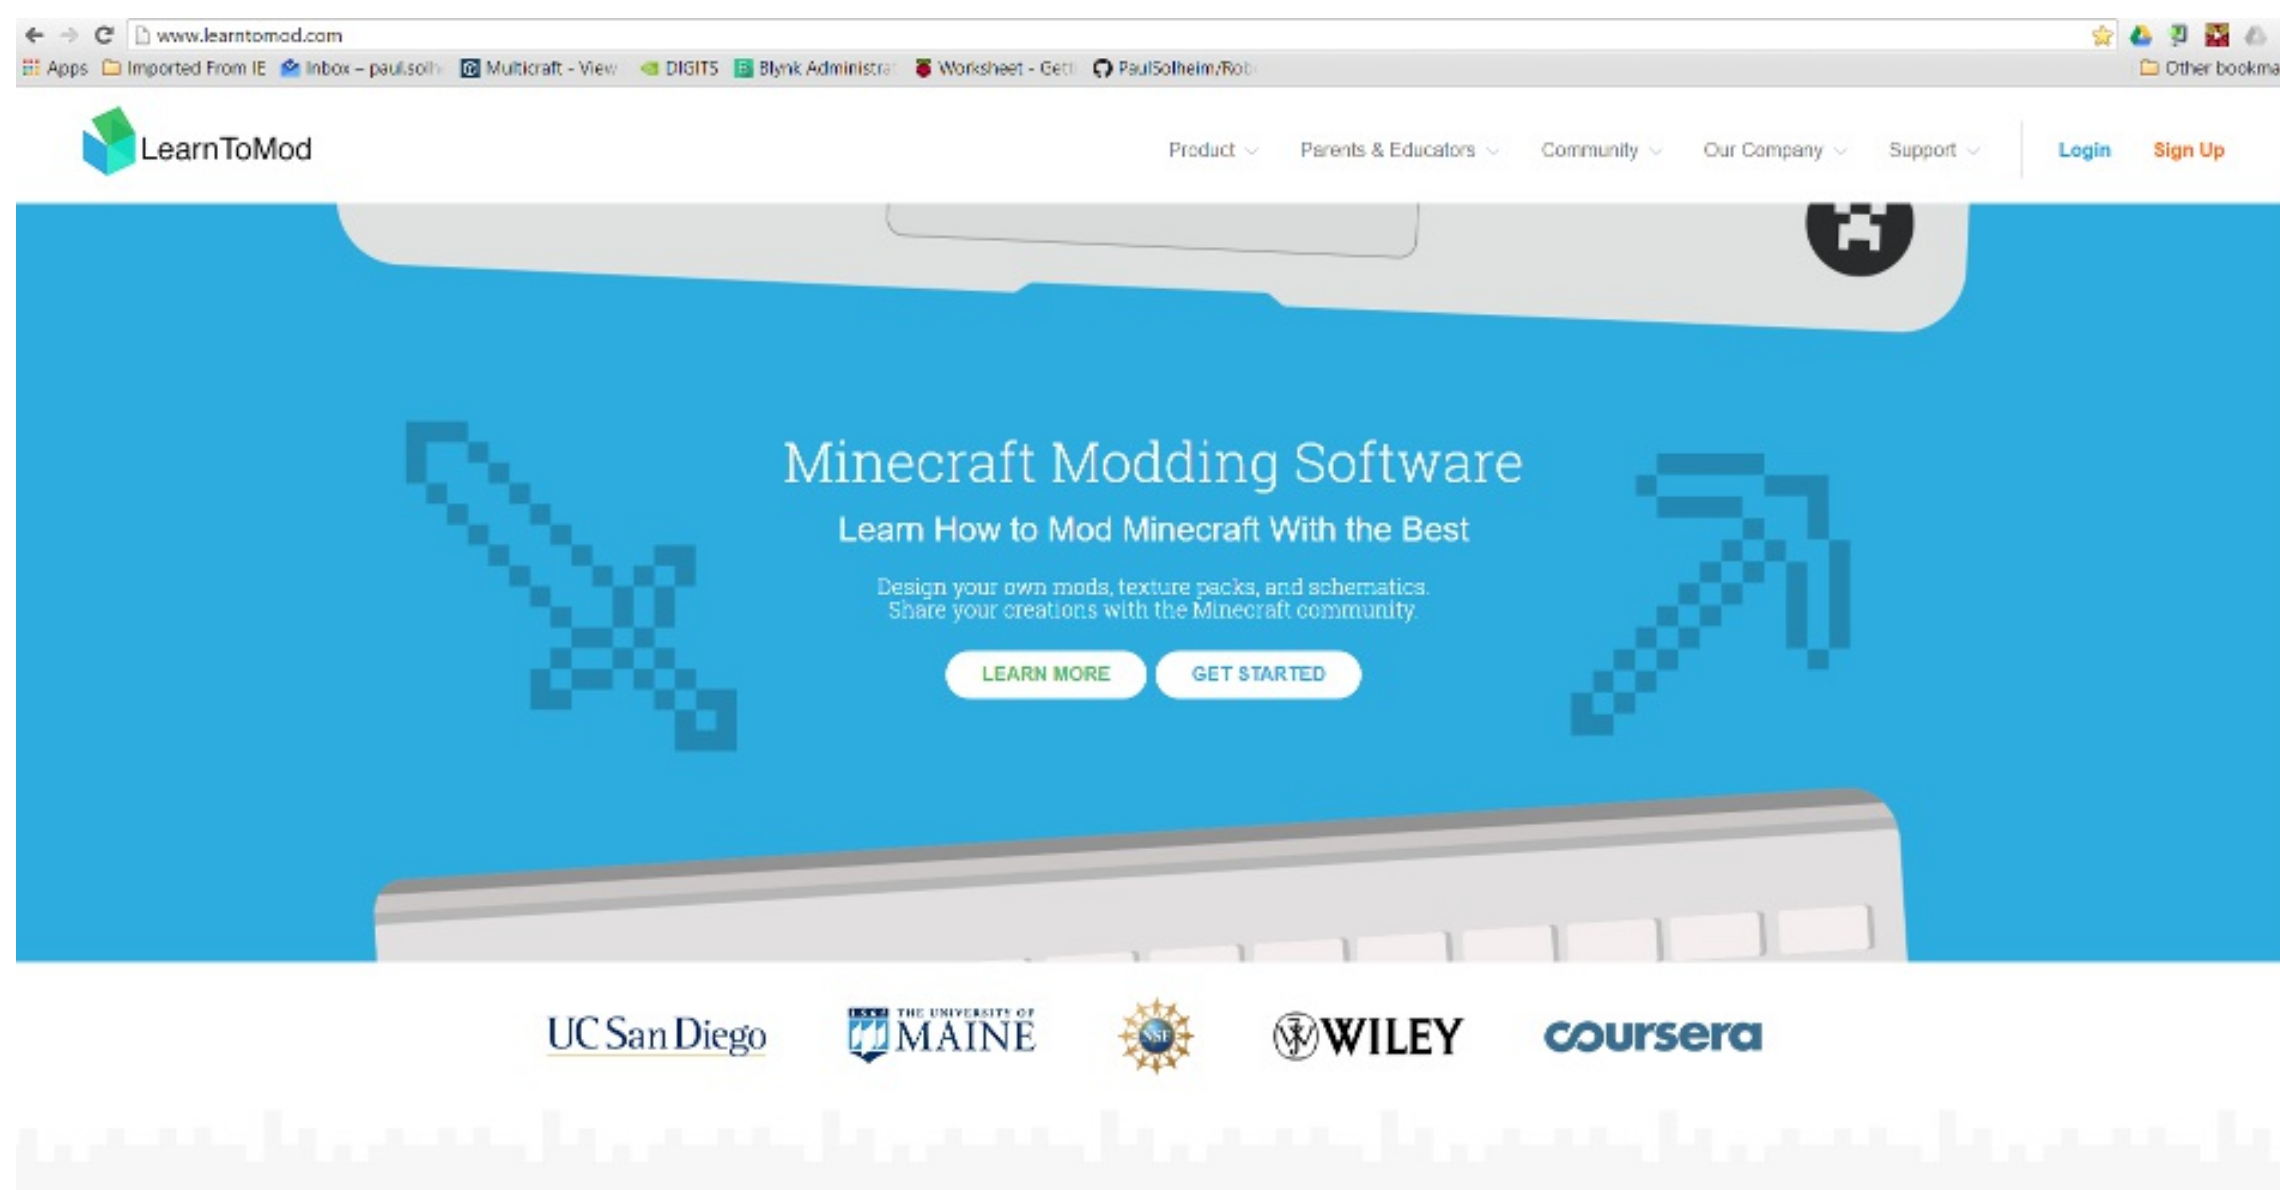 www.learntomod.com
Apps Imported From IE Inbox – paul.solh Multicraft - View DIGITS Blynk Administrat Worksheet - Gett PaulSolheim/Rob Other bookma
LearnToMod Product Parents & Educators Community Our Company Support Login Sign Up
Minecraft Modding Software
Learn How to Mod Minecraft With the Best
Design your own mods, texture packs, and schematics.
Share your creations with the Minecraft community.
LEARN MORE GET STARTED
UC San Diego 1865 THE UNIVERSITY OF MAINE NSF WILEY coursera